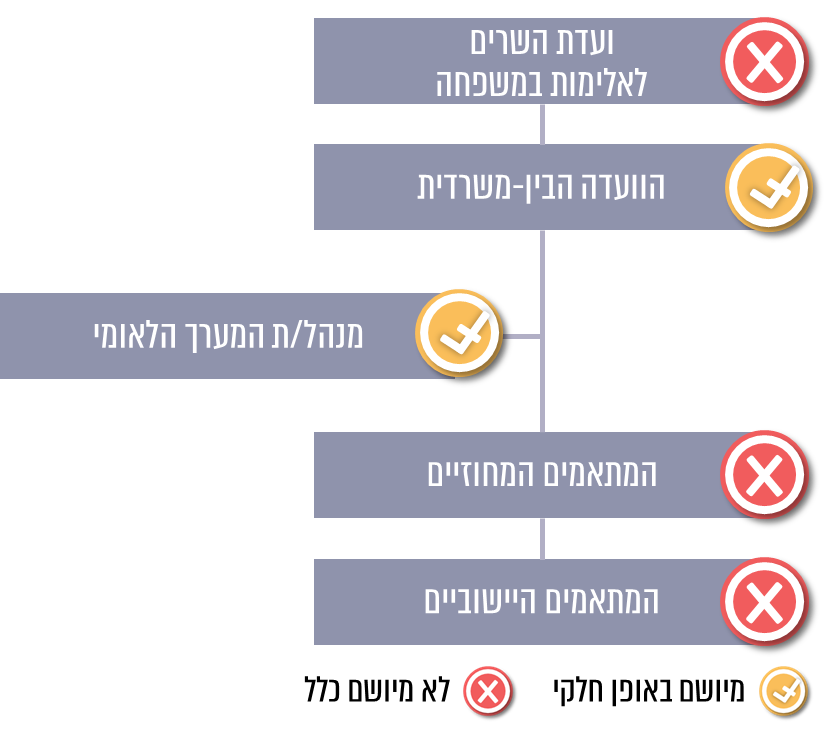 ועדת השרים
לאלימות במשפחה
הוועדה הבין-משרדית
מנהל/ת המערך הלאומי
המתאמים המחוזיים
המתאמים היישוביים
מיושם באופן חלקי
לא מיושם כלל